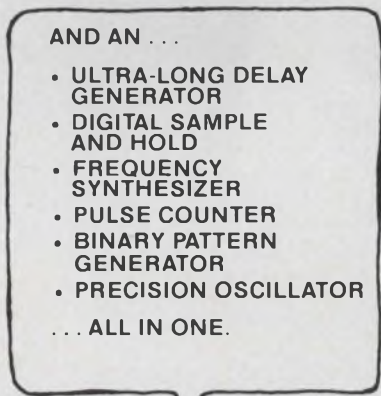 AND AN . . .
• ULTRA-LONG DELAY
GENERATOR
• DIGITAL SAMPLE
AND HOLD
• FREQUENCY
SYNTHESIZER
• PULSE COUNTER
• BINARY PATTERN
GENERATOR
• PRECISION OSCILLATOR
. . . ALL IN ONE.